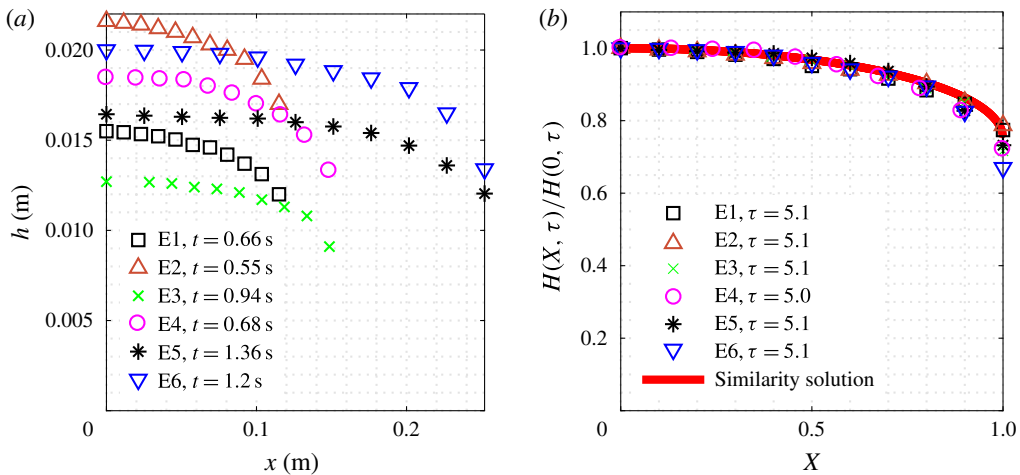 (a)
0.020
0.015
0.010
0.005
h (m)
E1, t = 0.66 s
E2, t = 0.55 s
E3, t = 0.94 s
E4, t = 0.68 s
E5, t = 1.36 s
E6, t = 1.2 s
0
0.1
0.2
x (m)
(b)
1.0
0.8
0.6
0.4
0.2
H(X, τ)/H(0, τ)
E1, τ = 5.1
E2, τ = 5.1
E3, τ = 5.1
E4, τ = 5.0
E5, τ = 5.1
E6, τ = 5.1
Similarity solution
0
0.5
1.0
X